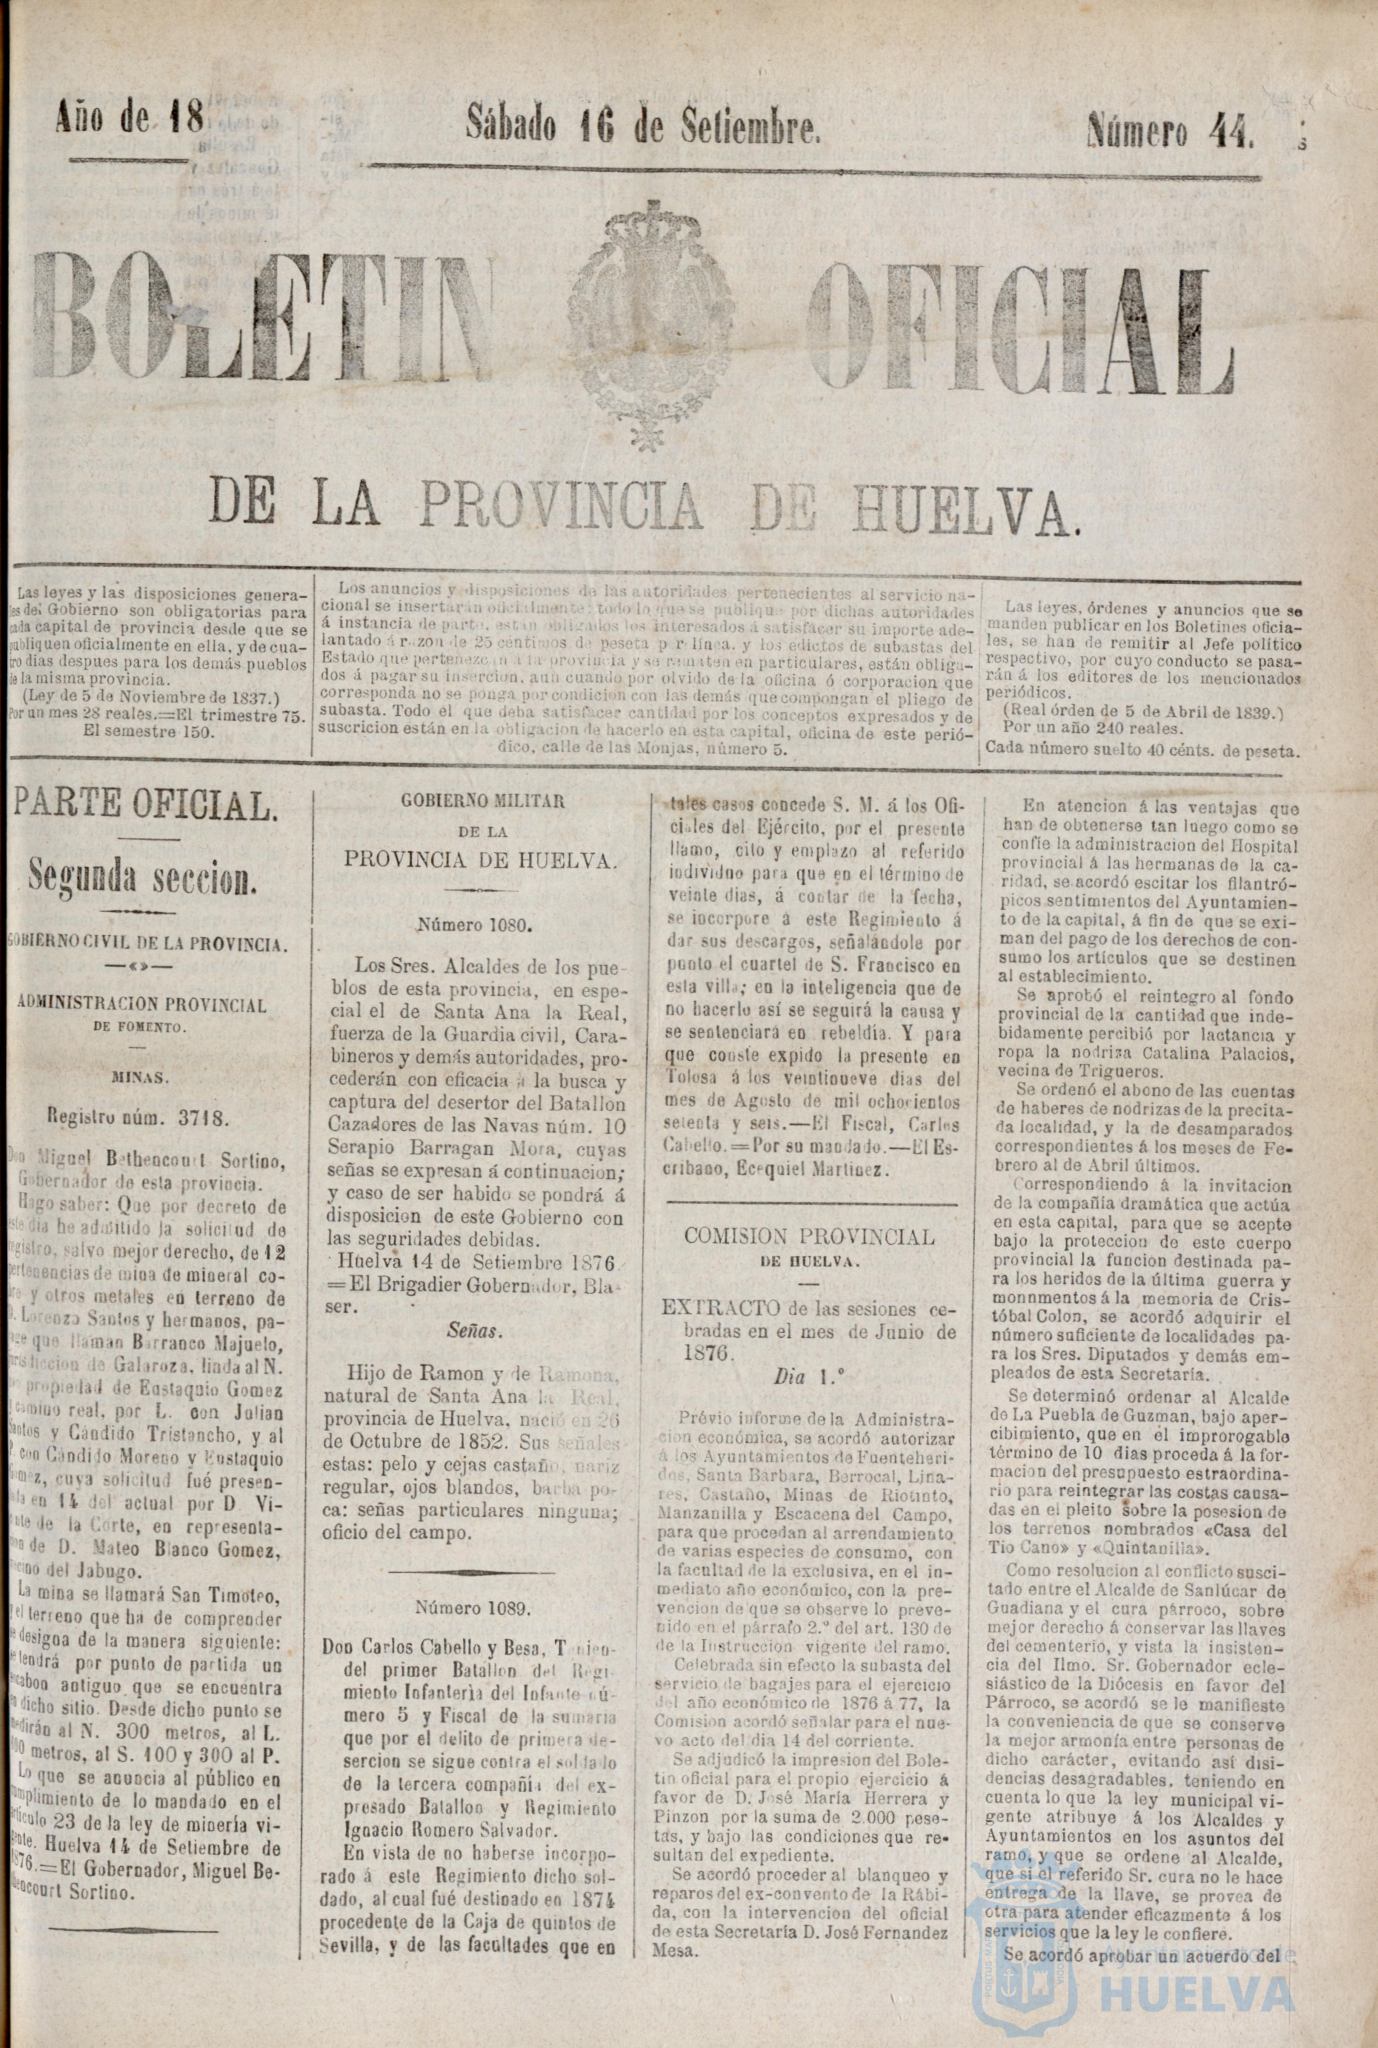 Año de 18
Sábado 16 de Setiembre.
Número 44.
BOLETIN OFICIAL
DE LA PROVINCIA DE HUELVA.
Las leyes y las disposiciones genera-
les del Gobierno son obligatorias para
cada capital de provincia desde que se
publiquen oficialmente en ella, y de cua-
tro dias despues para los demás pueblos
de la misma provincia.
(Ley de 5 de Noviembre de 1837.)
Por un mes 28 reales.=El trimestre 75.
El semestre 150.
Los anuncios y disposiciones de las autoridades pertenecientes al servicio na-
cional se insertarán oficialmente: todo lo que se publique por dichas autoridades
á instancia de parte, están obligados los interesados á satisfacer su importe ade-
lantado á razon de 25 céntimos de peseta por línea, y los edictos de subastas del
Estado que pertenezcan á la provincia y se rematen en particulares, están obliga-
dos á pagar su insercion, aun cuando por olvido de la oficina ó corporacion que
corresponda no se ponga por condicion con las demás que compongan el pliego de
subasta. Todo el que deba satisfacer cantidad por los conceptos expresados y de
suscricion están en la obligacion de hacerlo en esta capital, oficina de este perió-
dico, calle de las Monjas, número 5.
Las leyes, órdenes y anuncios que se
manden publicar en los Boletines oficia-
les, se han de remitir al Jefe político
respectivo, por cuyo conducto se pasa-
rán á los editores de los mencionados
periódicos.
(Real órden de 5 de Abril de 1839.)
Por un año 240 reales.
Cada número suelto 40 cénts. de peseta.
PARTE OFICIAL.
Segunda seccion.
GOBIERNO CIVIL DE LA PROVINCIA.
—«»—
ADMINISTRACION PROVINCIAL
DE FOMENTO.
MINAS.
Registro núm. 3718.
Don Miguel Bethencourt Sortino,
Gobernador de esta provincia.
Hago saber: Que por decreto de
este dia he admitido la solicitud de
registro, salvo mejor derecho, de 12
pertenencias de mina de mineral co-
bre y otros metales en terreno de
D. Lorenzo Santos y hermanos, pa-
rage que llaman Barranco Majuelo,
jurisdiccion de Galaroza, linda al N.
propiedad de Eustaquio Gomez
y camino real, por L. con Julian
Santos y Cándido Tristancho, y al
P. con Cándido Moreno y Eustaquio
Gomez, cuya solicitud fué presen-
tada en 14 del actual por D. Vi-
cente de la Corte, en representa-
cion de D. Mateo Blanco Gomez,
vecino del Jabugo.
La mina se llamará San Timoteo,
y el terreno que ha de comprender
se designa de la manera siguiente:
se tendrá por punto de partida un
socabon antiguo que se encuentra
en dicho sitio. Desde dicho punto se
medirán al N. 300 metros, al L.
metros, al S. 100 y 300 al P.
Lo que se anuncia al público en
cumplimiento de lo mandado en el
artículo 23 de la ley de minería vi-
gente. Huelva 14 de Setiembre de
1876.=El Gobernador, Miguel Be-
thencourt Sortino.
GOBIERNO MILITAR
DE LA
PROVINCIA DE HUELVA.
Número 1080.
Los Sres. Alcaldes de los pue-
blos de esta provincia, en espe-
cial el de Santa Ana la Real,
fuerza de la Guardia civil, Cara-
bineros y demás autoridades, pro-
cederán con eficacia á la busca y
captura del desertor del Batallon
Cazadores de las Navas núm. 10
Serapio Barragan Mora, cuyas
señas se expresan á continuacion;
y caso de ser habido se pondrá á
disposicion de este Gobierno con
las seguridades debidas.
Huelva 14 de Setiembre 1876
=El Brigadier Gobernador, Bla-
ser.
Señas.
Hijo de Ramon y de Ramona,
natural de Santa Ana la Real,
provincia de Huelva, nació en 26
de Octubre de 1852. Sus señales
estas: pelo y cejas castaño, nariz
regular, ojos blandos, barba po-
ca: señas particulares ninguna;
oficio del campo.
Número 1089.
Don Carlos Cabello y Besa, Tenien-
del primer Batallon del Regi-
miento Infantería del Infante nú-
mero 5 y Fiscal de la sumaria
que por el delito de primera de-
sercion se sigue contra el soldado
de la tercera compañía del ex-
presado Batallon y Regimiento
Ignacio Romero Salvador.
En vista de no haberse incorpo-
rado á este Regimiento dicho sol-
dado, al cual fué destinado en 1874
procedente de la Caja de quintos de
Sevilla, y de las facultades que en
tales casos concede S. M. á los Ofi-
ciales del Ejército, por el presente
llamo, cito y emplazo al referido
individuo para que en el término de
veinte dias, á contar de la fecha,
se incorpore á este Regimiento á
dar sus descargos, señalándole por
punto el cuartel de S. Francisco en
esta villa; en la inteligencia que de
no hacerlo así se seguirá la causa y
se sentenciará en rebeldía. Y para
que conste expido la presente en
Tolosa á los veintinueve dias del
mes de Agosto de mil ochocientos
setenta y seis.—El Fiscal, Carlos
Cabello.=Por su mandado.—El Es-
cribano, Ecequiel Martinez.
COMISION PROVINCIAL
DE HUELVA.
EXTRACTO de las sesiones ce-
bradas en el mes de Junio de
1876.
Dia 1.º
Prévio informe de la Administra-
cion económica, se acordó autorizar
á los Ayuntamientos de Fuenteheri-
dos, Santa Bárbara, Berrocal, Lina-
res, Castaño, Minas de Riotinto,
Manzanilla y Escacena del Campo,
para que procedan al arrendamiento
de varias especies de consumo, con
la facultad de la exclusiva, en el in-
mediato año económico, con la pre-
vencion de que se observe lo preve-
nido en el párrafo 2.º del art. 130 de
de la Instruccion vigente del ramo.
Celebrada sin efecto la subasta del
servicio de bagajes para el ejercicio
del año económico de 1876 á 77, la
Comision acordó señalar para el nue-
vo acto del dia 14 del corriente.
Se adjudicó la impresion del Bole-
tin oficial para el propio ejercicio á
favor de D. José María Herrera y
Pinzon por la suma de 2.000 pese-
tas, y bajo las condiciones que re-
sultan del expediente.
Se acordó proceder al blanqueo y
reparos del ex-convento de la Rábi-
da, con la intervencion del oficial
de esta Secretaría D. José Fernandez
Mesa.
En atencion á las ventajas que
han de obtenerse tan luego como se
confíe la administracion del Hospital
provincial á las hermanas de la ca-
ridad, se acordó escitar los filantró-
picos sentimientos del Ayuntamien-
to de la capital, á fin de que se exi-
man del pago de los derechos de con-
sumo los artículos que se destinen
al establecimiento.
Se aprobó el reintegro al fondo
provincial de la cantidad que inde-
bidamente percibió por lactancia y
ropa la nodriza Catalina Palacios,
vecina de Trigueros.
Se ordenó el abono de las cuentas
de haberes de nodrizas de la precita-
da localidad, y la de desamparados
correspondientes á los meses de Fe-
brero al de Abril últimos.
Correspondiendo á la invitacion
de la compañía dramática que actúa
en esta capital, para que se acepte
bajo la proteccion de este cuerpo
provincial la funcion destinada pa-
ra los heridos de la última guerra y
monnmentos á la memoria de Cris-
tóbal Colon, se acordó adquirir el
número suficiente de localidades pa-
ra los Sres. Diputados y demás em-
pleados de esta Secretaría.
Se determinó ordenar al Alcalde
de La Puebla de Guzman, bajo aper-
cibimiento, que en el improrogable
término de 10 dias proceda á la for-
macion del presupuesto estraordina-
rio para reintegrar las costas causa-
das en el pleito sobre la posesion de
los terrenos nombrados «Casa del
Tio Cano» y «Quintanilla».
Como resolucion al conflicto susci-
tado entre el Alcalde de Sanlúcar de
Guadiana y el cura párroco, sobre
mejor derecho á conservar las llaves
del cementerio, y vista la insisten-
cia del Ilmo. Sr. Gobernador ecle-
siástico de la Diócesis en favor del
Párroco, se acordó se le manifieste
la conveniencia de que se conserve
la mejor armonía entre personas de
dicho carácter, evitando así disi-
dencias desagradables, teniendo en
cuenta lo que la ley municipal vi-
gente atribuye á los Alcaldes y
Ayuntamientos en los asuntos del
ramo, y que se ordene al Alcalde,
que si el referido Sr. cura no le hace
entrega de la llave, se provea de
otra para atender eficazmente á los
servicios que la ley le confiere.
Se acordó aprobar un acuerdo del
Ayuntamiento de
HUELVA